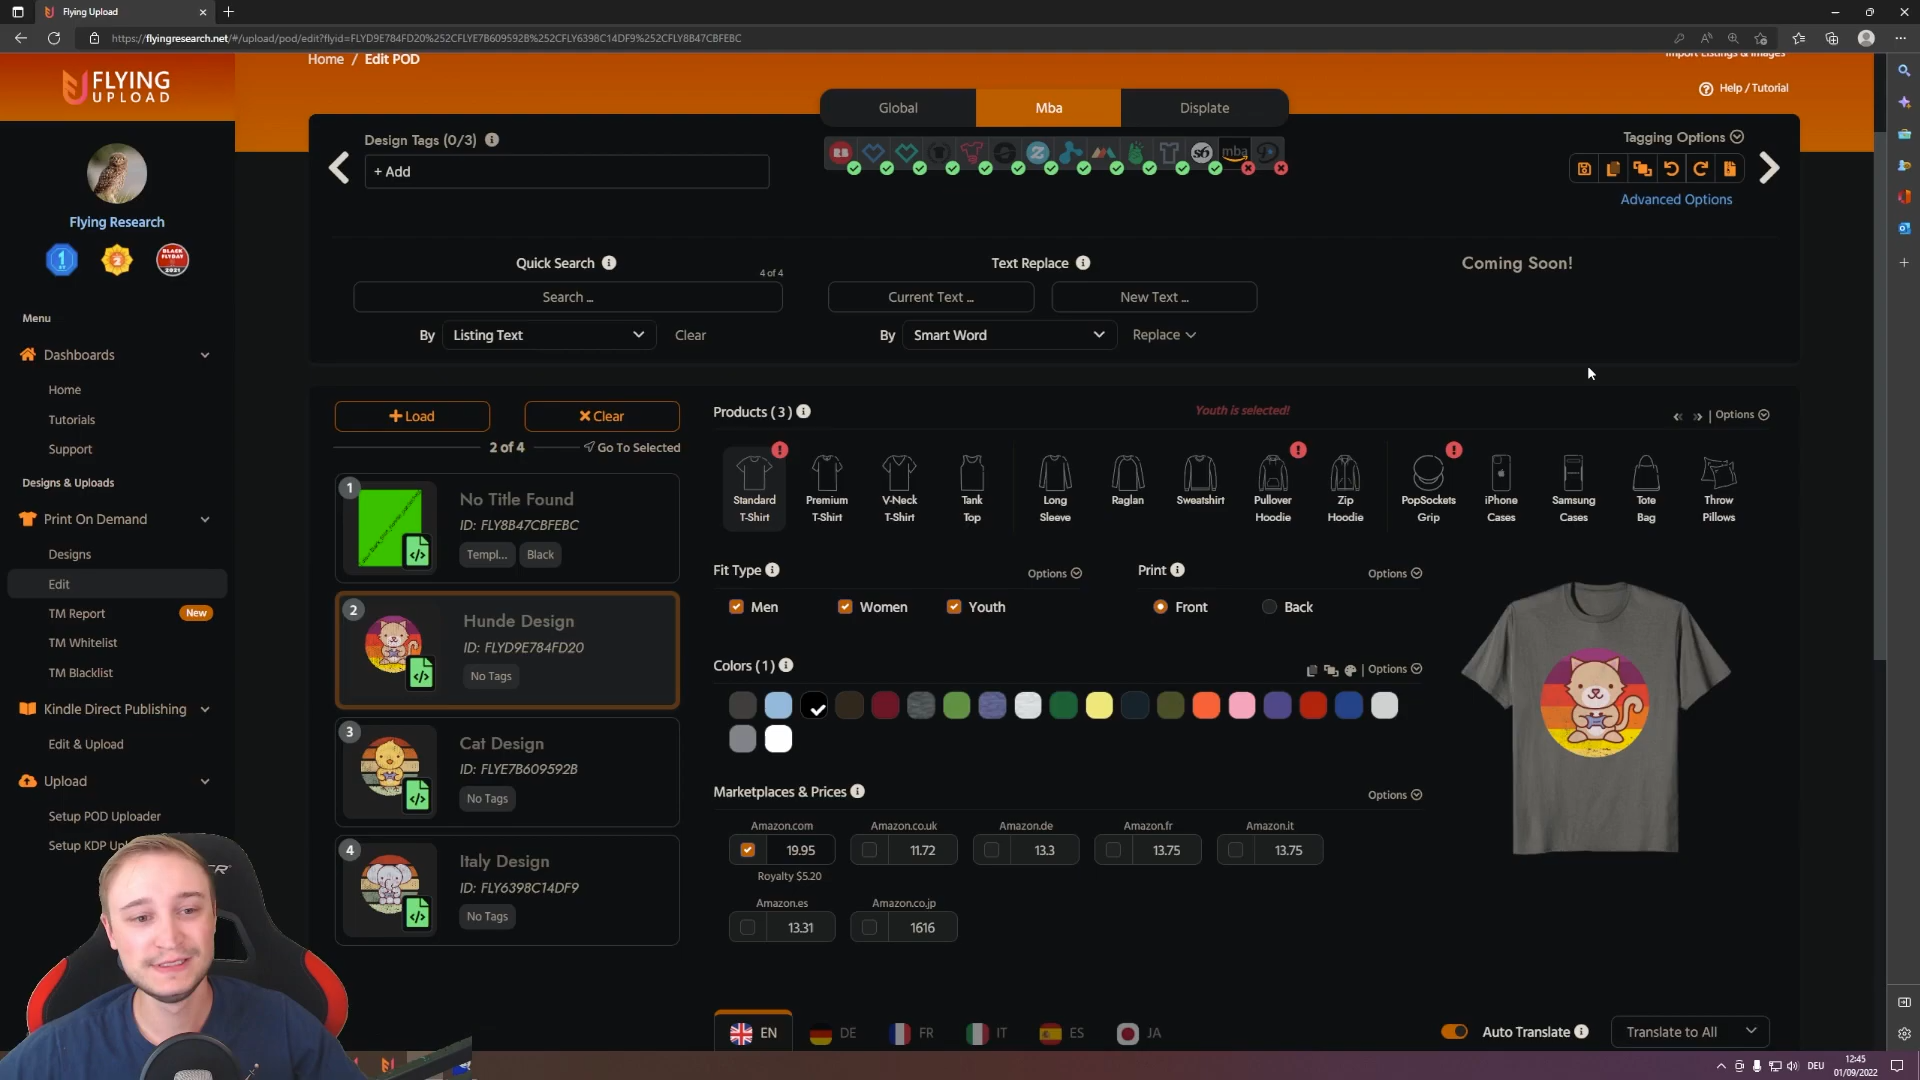 Flying Upload
https://flyingresearch.net/#/upload/pod/edit?flyid=FLYD9E784FD20%252CFLYE7B609592B%252CFLY6398C14DF9%252CFLY8B47CBFEBC
FLYING
UPLOAD
Home / Edit POD
Import Listings & Images
Help / Tutorial
Global
Mba
Displate
Design Tags (0/3)
+ Add
Tagging Options
Advanced Options
Flying Research
Quick Search
4 of 4
Search ...
By Listing Text
Clear
Text Replace
Current Text ...
New Text ...
By Smart Word
Replace
Coming Soon!
Menu
Dashboards
Home
Tutorials
Support
Designs & Uploads
Print On Demand
Designs
Edit
TM Report New
TM Whitelist
TM Blacklist
Kindle Direct Publishing
Edit & Upload
Upload
Setup POD Uploader
Load
Clear
2 of 4
Go To Selected
1
No Title Found
ID: FLY8B47CBFEBC
Templ... Black
2
Hunde Design
ID: FLYD9E784FD20
No Tags
3
Cat Design
ID: FLYE7B609592B
No Tags
4
Italy Design
ID: FLY6398C14DF9
No Tags
Products ( 3 )
Youth is selected!
« » | Options
Standard
T-Shirt
Premium
T-Shirt
V-Neck
T-Shirt
Tank
Top
Long
Sleeve
Raglan
Sweatshirt
Pullover
Hoodie
Zip
Hoodie
PopSockets
Grip
iPhone
Cases
Samsung
Cases
Tote
Bag
Throw
Pillows
Fit Type
Options
Men
Women
Youth
Print
Options
Front
Back
Colors ( 1 )
| Options
Marketplaces & Prices
Options
Amazon.com
19.95
Royalty $5.20
Amazon.co.uk
11.72
Amazon.de
13.3
Amazon.fr
13.75
Amazon.it
13.75
Amazon.es
13.31
Amazon.co.jp
1616
EN
DE
FR
IT
ES
JA
Auto Translate
Translate to All
DEU
12:45
01/09/2022